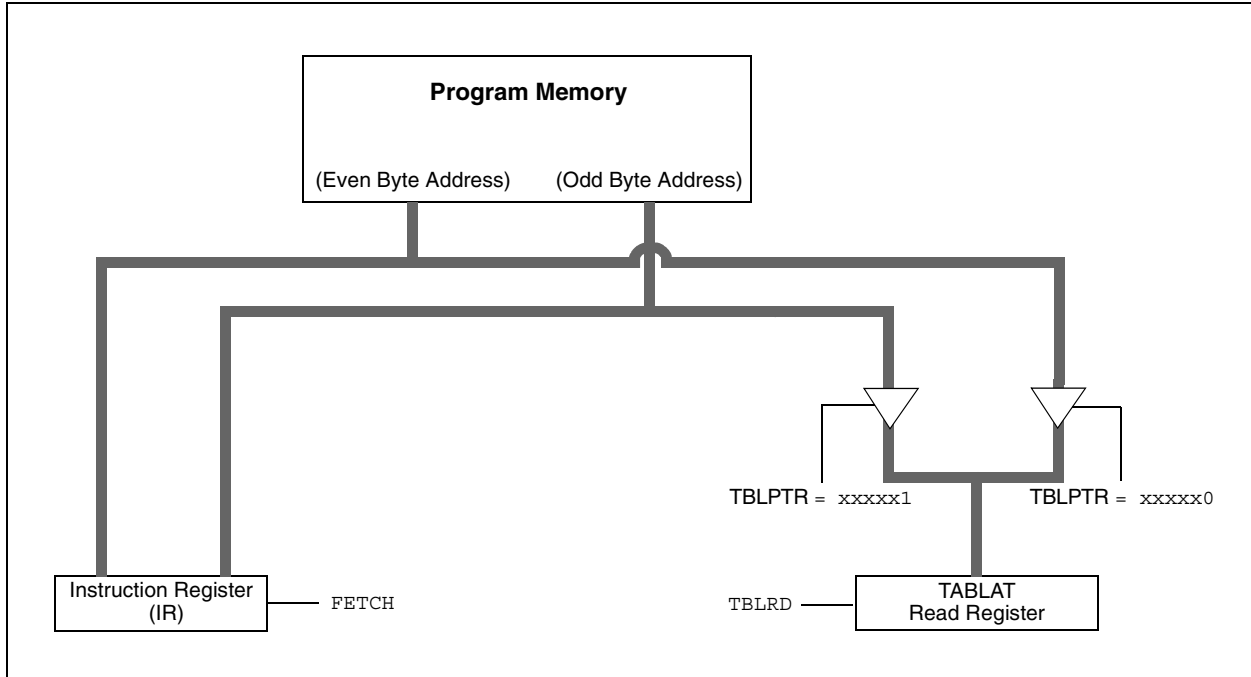 Program Memory
(Even Byte Address) (Odd Byte Address)
TBLPTR = xxxxx1 TBLPTR = xxxxx0
Instruction Register
(IR)
FETCH
TBLRD
TABLAT
Read Register